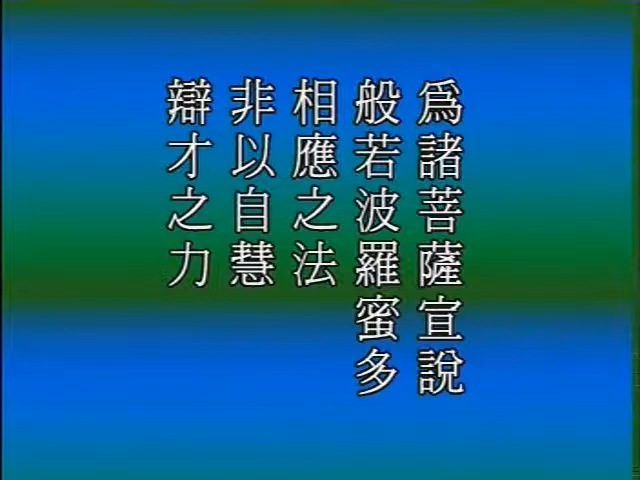 為諸菩薩宣說
般若波羅蜜多
相應之法
非以自慧
辯才之力